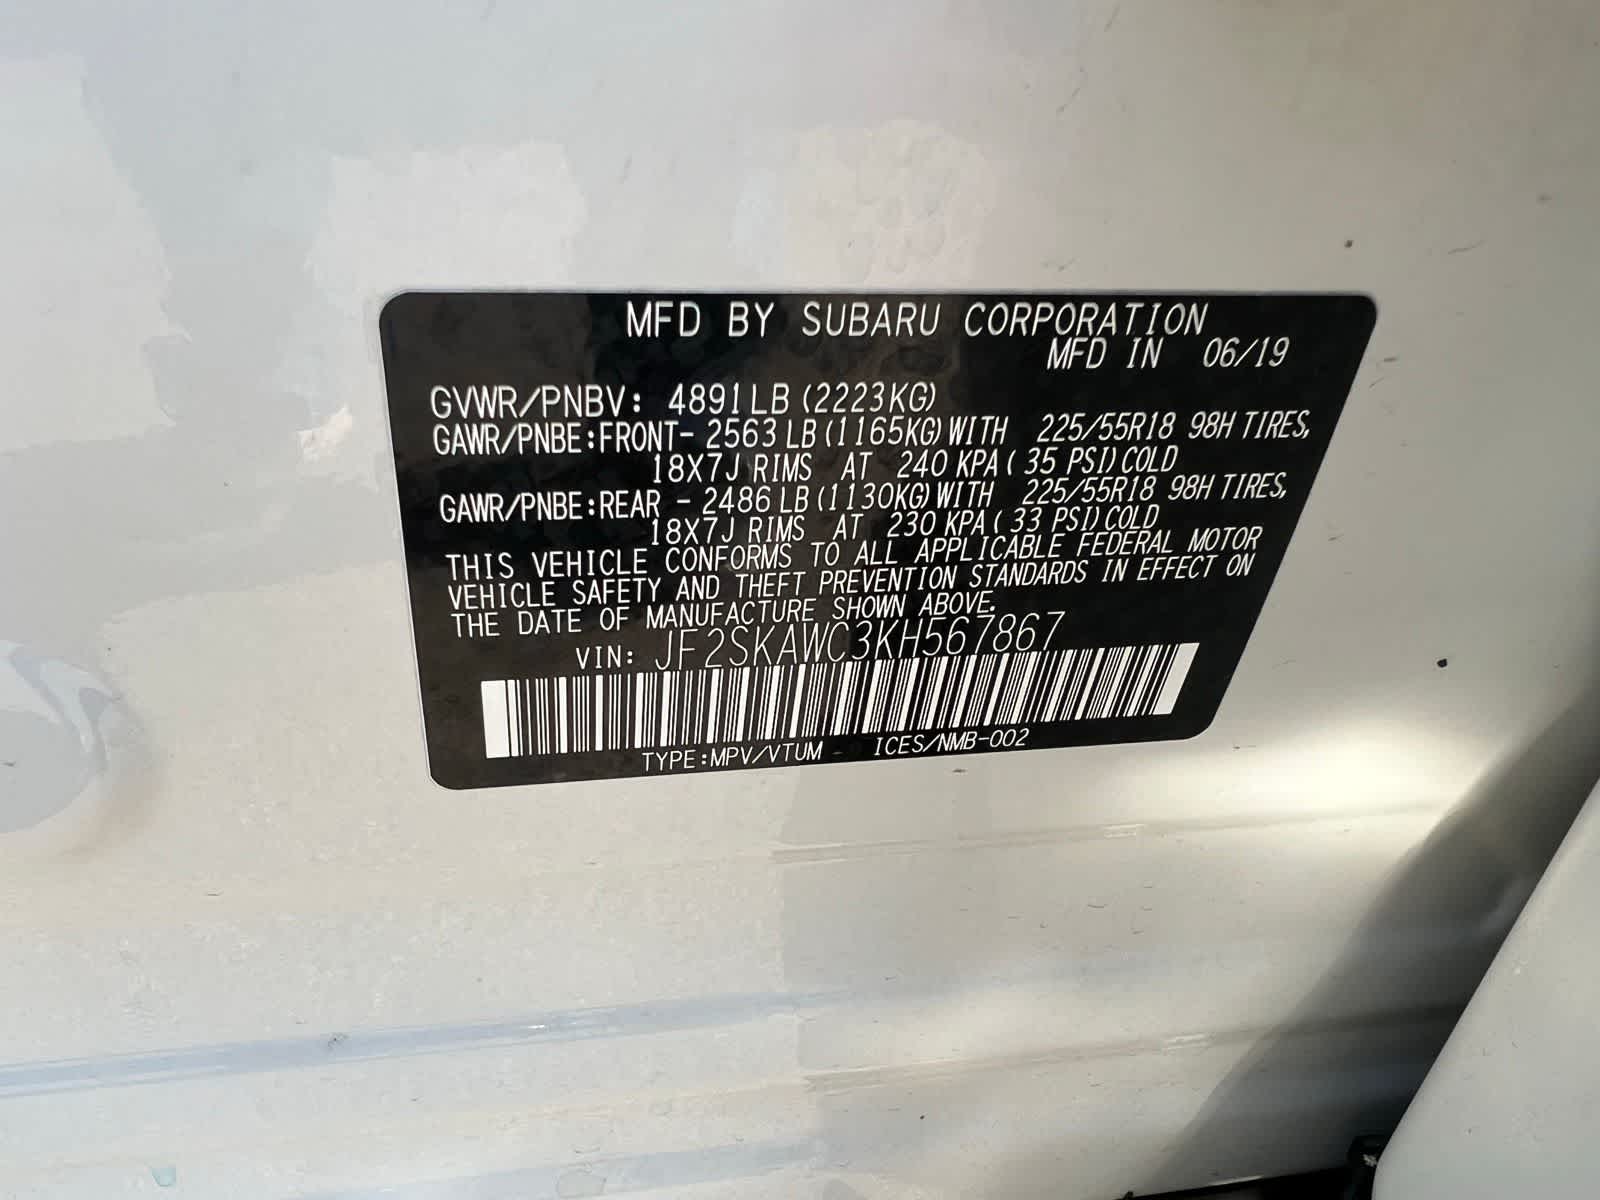 MFD BY SUBARU CORPORATION
MFD IN 06/19
GVWR/PNBV: 4891LB (2223KG)
GAWR/PNBE:FRONT- 2563 LB(1165KG) WITH 225/55R18 98H TIRES,
18X7J RIMS AT 240 KPA( 35 PSI) COLD
GAWR/PNBE:REAR - 2486 LB(1130KG) WITH 225/55R18 98H TIRES,
18X7J RIMS AT 230 KPA( 33 PSI) COLD
THIS VEHICLE CONFORMS TO ALL APPLICABLE FEDERAL MOTOR
VEHICLE SAFETY AND THEFT PREVENTION STANDARDS IN EFFECT ON
THE DATE OF MANUFACTURE SHOWN ABOVE.
VIN: JF2SKAWC3KH567867
TYPE:MPV/VTUM - ICES/NMB-002